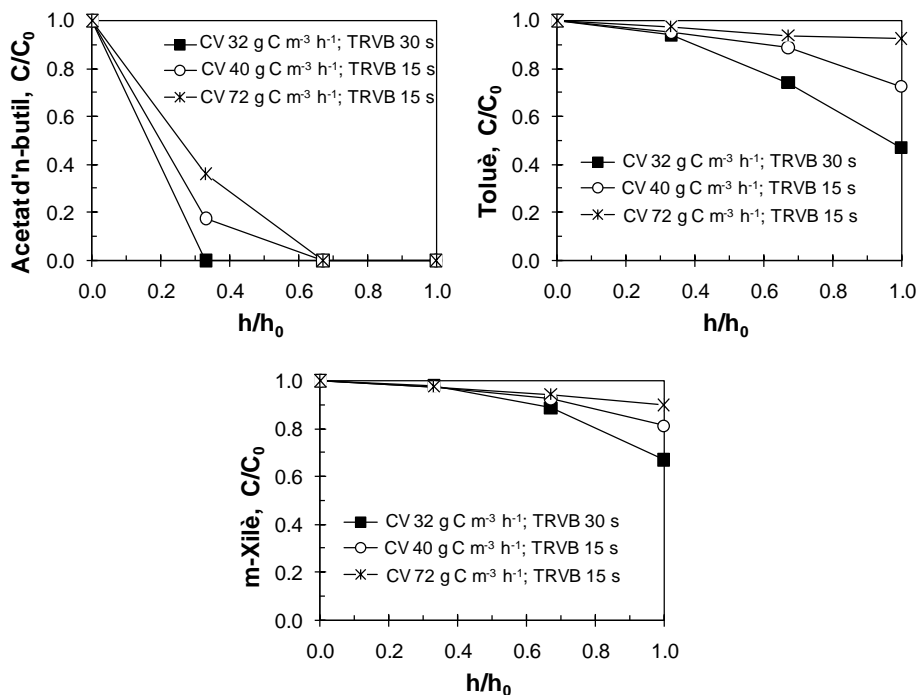 Acetat d'n-butil, C/C₀
1.0
0.8
0.6
0.4
0.2
0.0
CV 32 g C m⁻³ h⁻¹; TRVB 30 s
CV 40 g C m⁻³ h⁻¹; TRVB 15 s
CV 72 g C m⁻³ h⁻¹; TRVB 15 s
0.0 0.2 0.4 0.6 0.8 1.0
h/h₀
Toluè, C/C₀
1.0
0.8
0.6
0.4
0.2
0.0
CV 32 g C m⁻³ h⁻¹; TRVB 30 s
CV 40 g C m⁻³ h⁻¹; TRVB 15 s
CV 72 g C m⁻³ h⁻¹; TRVB 15 s
0.0 0.2 0.4 0.6 0.8 1.0
h/h₀
m-Xilè, C/C₀
1.0
0.8
0.6
0.4
0.2
0.0
CV 32 g C m⁻³ h⁻¹; TRVB 30 s
CV 40 g C m⁻³ h⁻¹; TRVB 15 s
CV 72 g C m⁻³ h⁻¹; TRVB 15 s
0.0 0.2 0.4 0.6 0.8 1.0
h/h₀